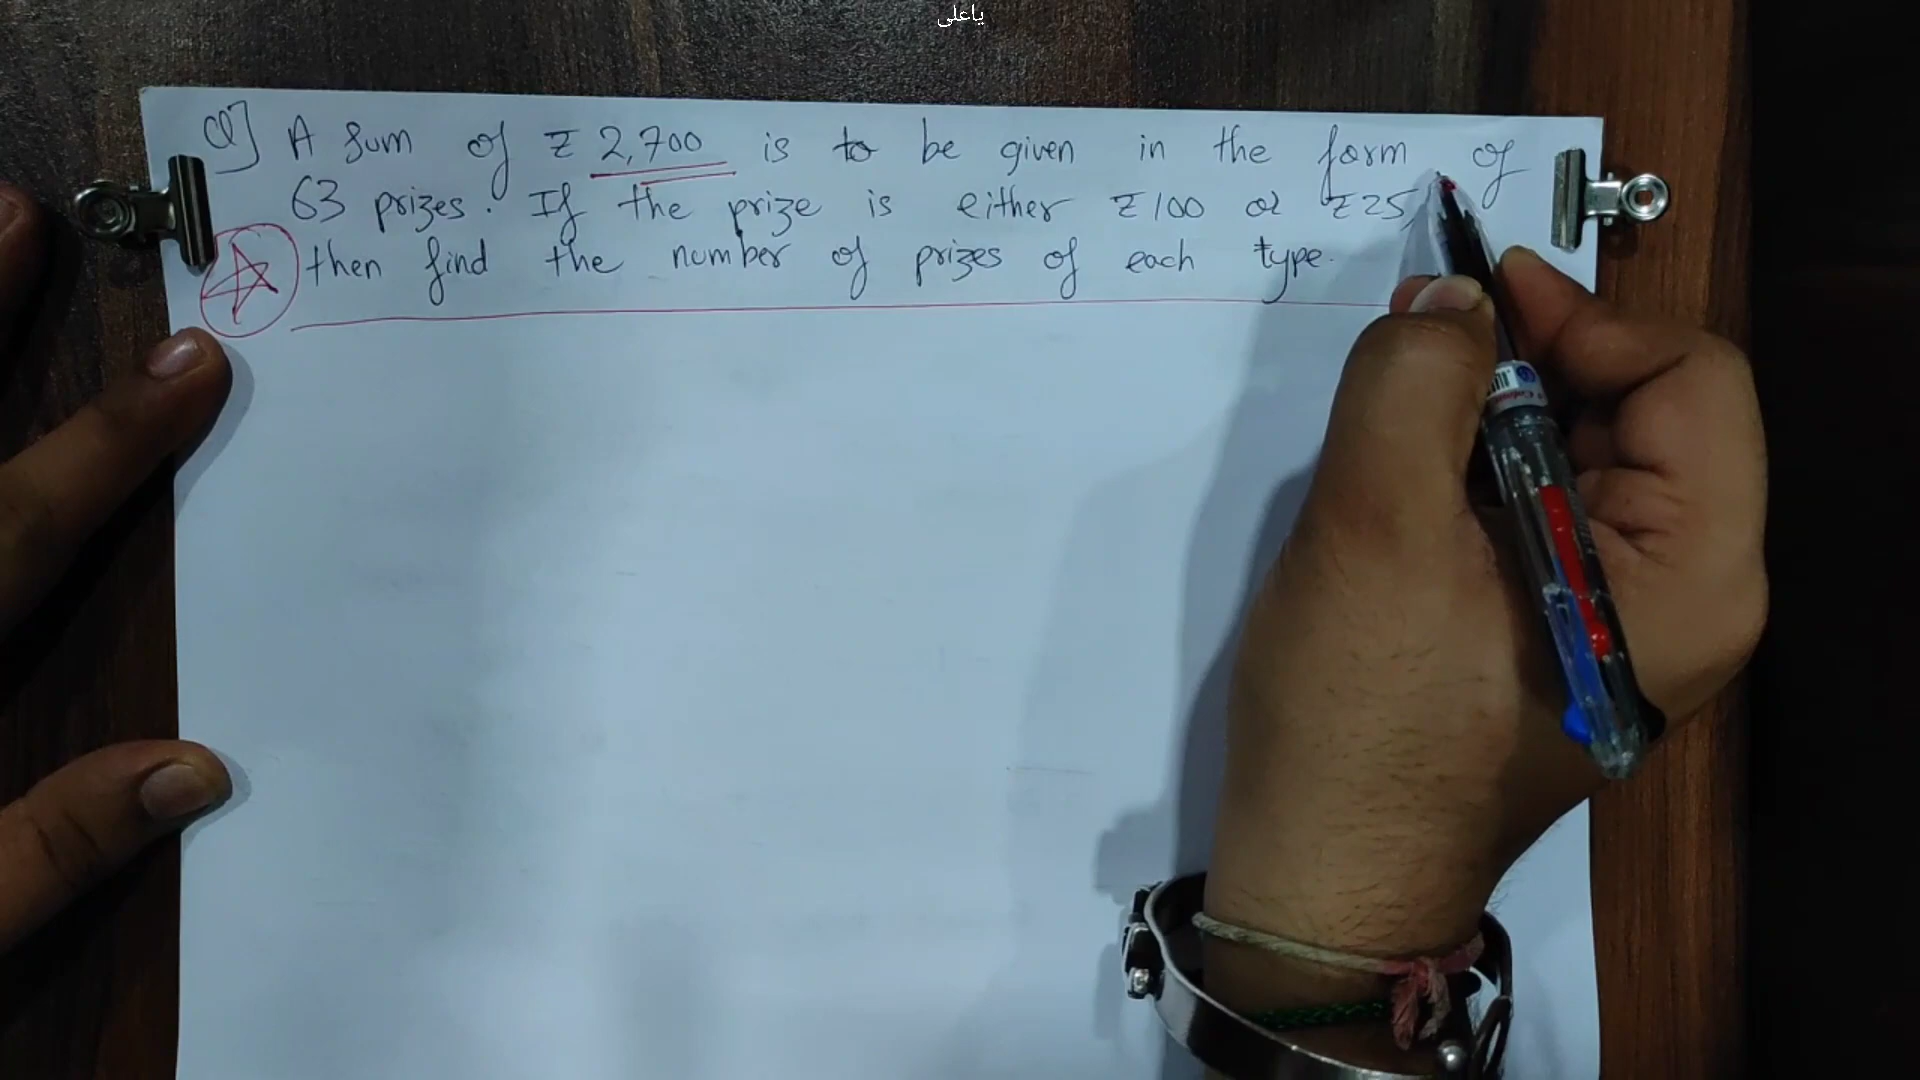 ياعلى
Q] A sum of ₹ 2,700 is to be given in the form of
63 prizes. If the prize is either ₹100 or ₹25,
then find the number of prizes of each type.